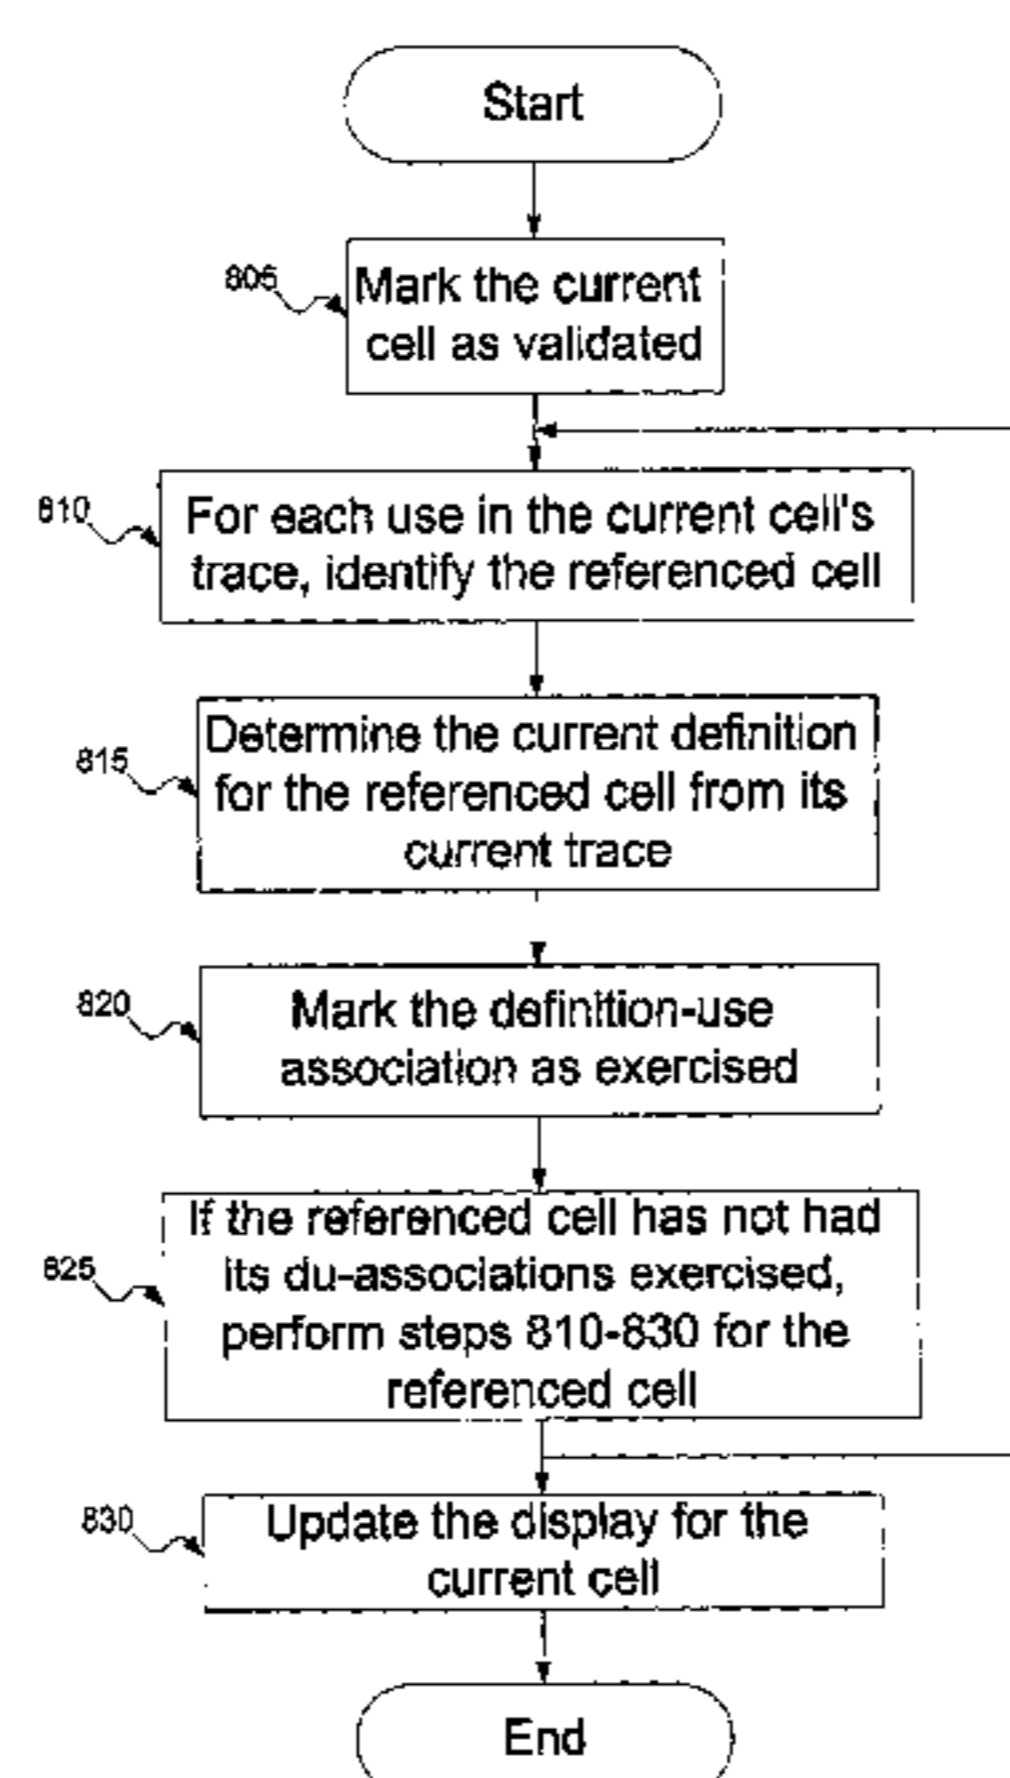 Start
805
Mark the current
cell as validated
810
For each use in the current cell's
trace, identify the referenced cell
815
Determine the current definition
for the referenced cell from its
current trace
820
Mark the definition-use
association as exercised
825
If the referenced cell has not had
its du-associations exercised,
perform steps 810-830 for the
referenced cell
830
Update the display for the
current cell
End